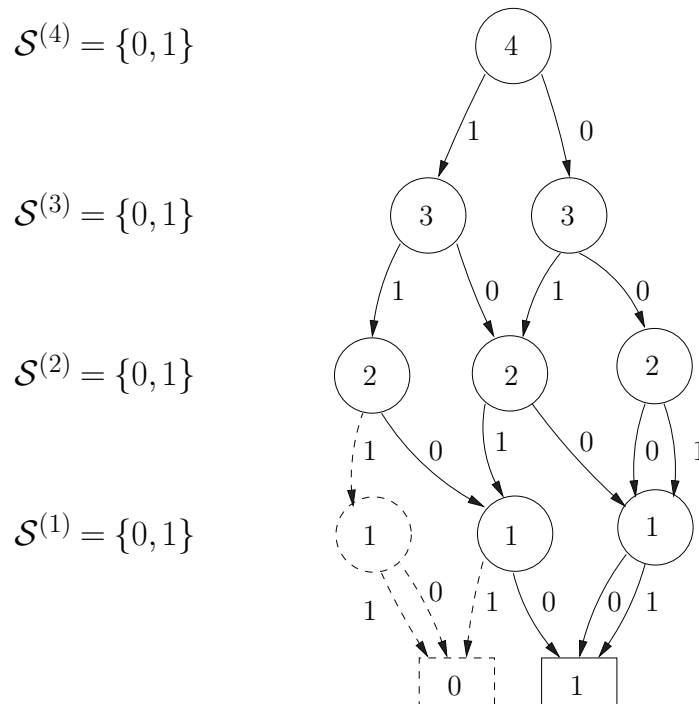 𝓢^{(4)} = {0, 1}
4
1 0
𝓢^{(3)} = {0, 1}
3 3
1 0 1 0
𝓢^{(2)} = {0, 1}
2 2 2
1 0 1 0 0 1
𝓢^{(1)} = {0, 1}
1 1 1
1 0 1 0 0 1
0 1